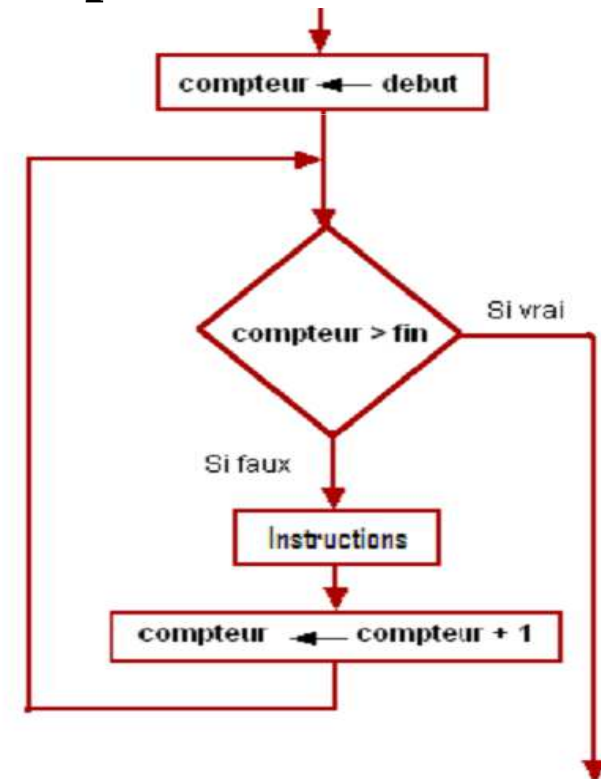 compteur ← debut
compteur > fin
Si vrai
Si faux
Instructions
compteur ← compteur + 1